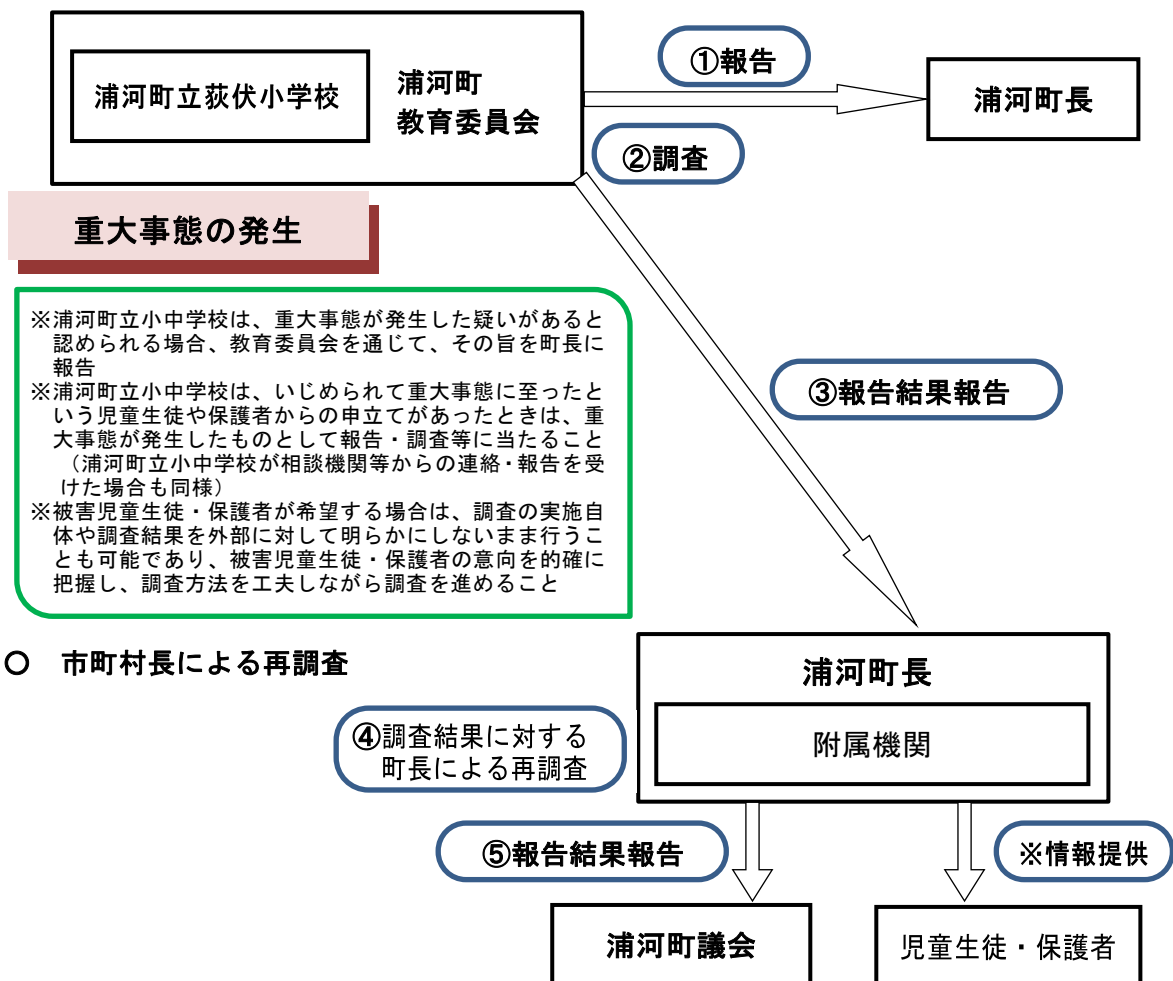 ①報告
浦河町立荻伏小学校
浦河町
教育委員会
浦河町長
②調査
重大事態の発生
※浦河町立小中学校は、重大事態が発生した疑いがあると
認められる場合、教育委員会を通じて、その旨を町長に
報告
※浦河町立小中学校は、いじめられて重大事態に至ったと
いう児童生徒や保護者からの申立てがあったときは、重
大事態が発生したものとして報告・調査等に当たること
（浦河町立小中学校が相談機関等からの連絡・報告を受
けた場合も同様）
※被害児童生徒・保護者が希望する場合は、調査の実施自
体や調査結果を外部に対して明らかにしないまま行うこ
とも可能であり、被害児童生徒・保護者の意向を的確に
把握し、調査方法を工夫しながら調査を進めること
③報告結果報告
○　市町村長による再調査
浦河町長
附属機関
④調査結果に対する
町長による再調査
⑤報告結果報告
※情報提供
浦河町議会
児童生徒・保護者